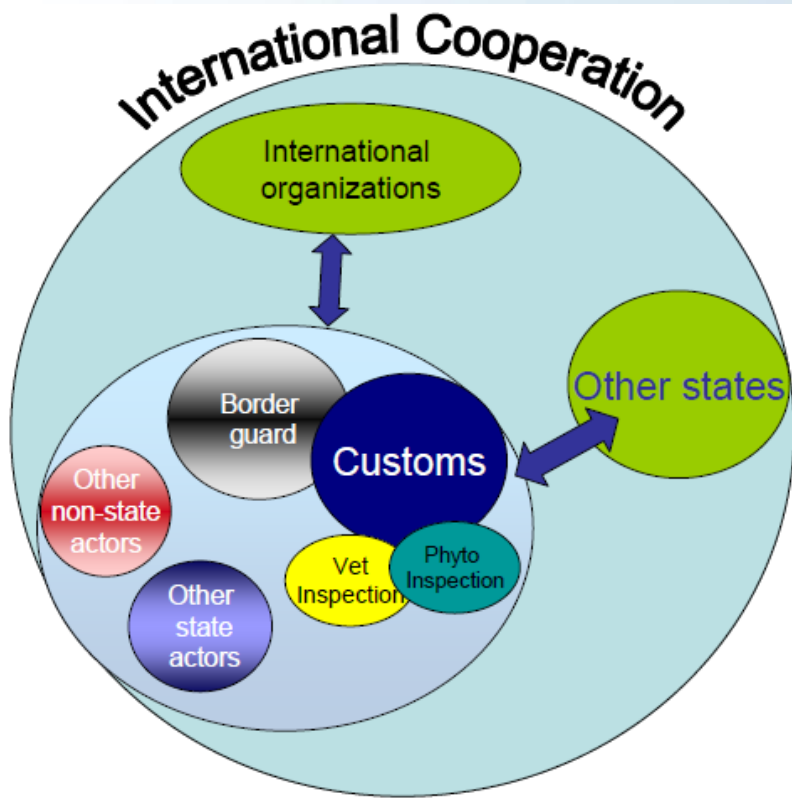 International Cooperation
International
organizations
Other states
Border
guard
Customs
Other
non-state
actors
Vet
Inspection
Phyto
Inspection
Other
state
actors